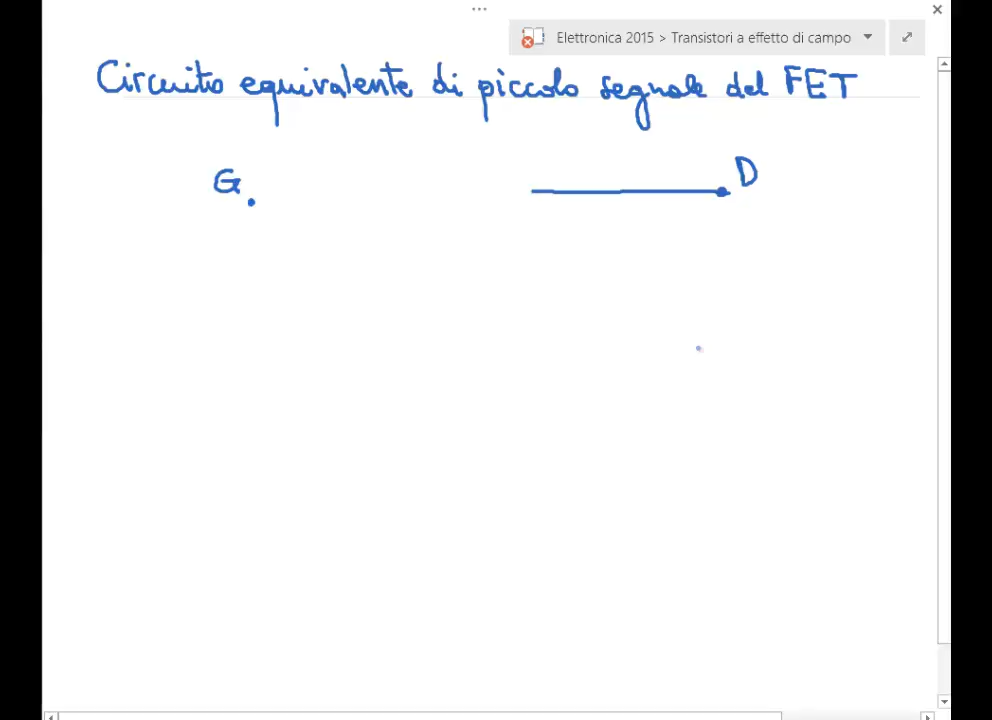 Elettronica 2015 > Transistori a effetto di campo
Circuito equivalente di piccolo segnale del FET
G
D